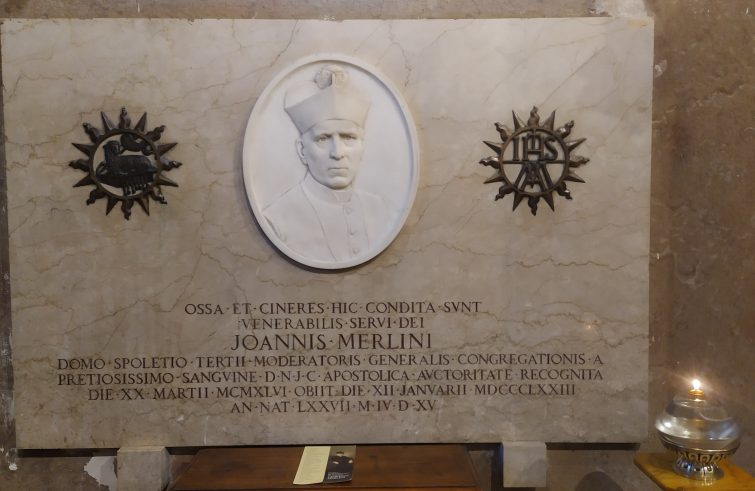 IHS
OSSA·ET·CINERES·HIC·CONDITA·SVNT
VENERABILIS·SERVI·DEI
JOANNIS·MERLINI
DOMO·SPOLETIO·TERTII·MODERATORIS·GENERALIS·CONGREGATIONIS·A
PRETIOSISSIMO·SANGVINE·D·N·J·C·APOSTOLICA·AVCTORITATE·RECOGNITA
DIE·XX·MARTII·MCMXLVI·OBIIT·DIE·XII·JANVARII·MDCCCLXXIII
AN·NAT·LXXVII·M·IV·D·XV